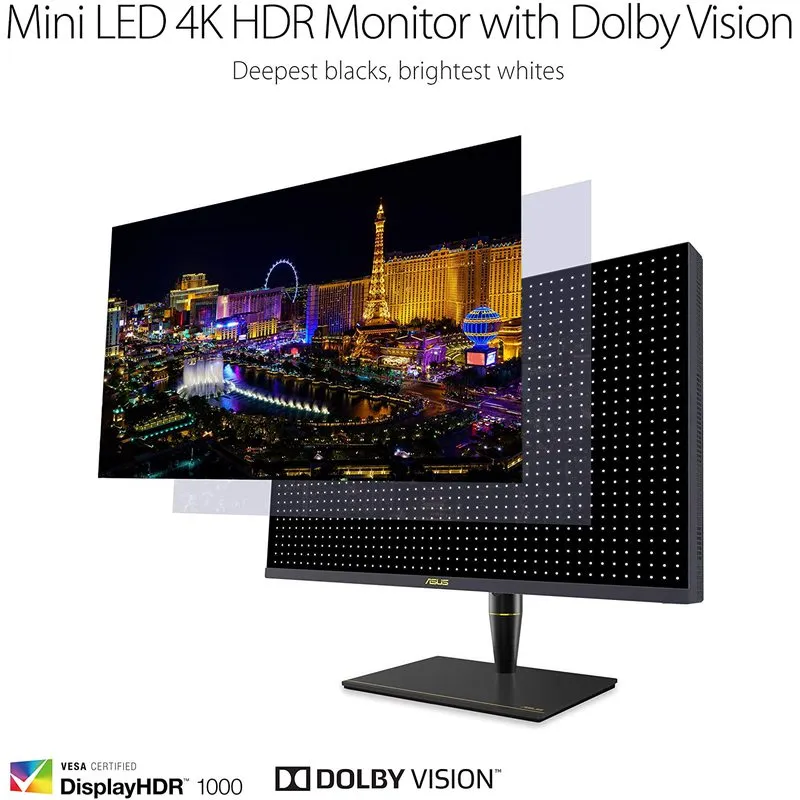 Mini LED 4K HDR Monitor with Dolby Vision
Deepest blacks, brightest whites
ASUS
ASUS
VESA CERTIFIED
DisplayHDR™ 1000
DOLBY VISION™